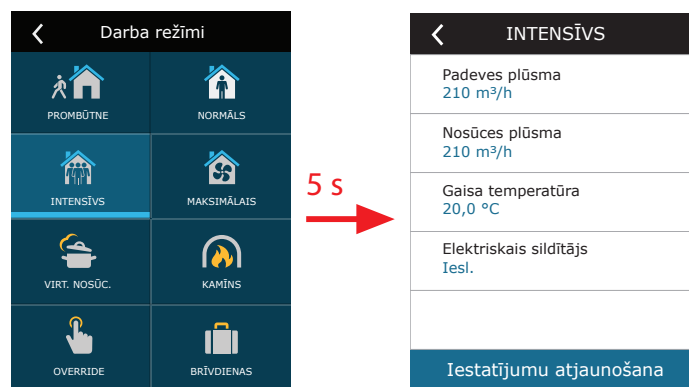 Darba režīmi
PROMBŪTNE
NORMĀLS
INTENSĪVS
MAKSIMĀLAIS
VIRT. NOSŪC.
KAMĪNS
OVERRIDE
BRĪVDIENAS
5 s
INTENSĪVS
Padeves plūsma
210 m³/h
Nosūces plūsma
210 m³/h
Gaisa temperatūra
20,0 °C
Elektriskais sildītājs
Iesl.
Iestatījumu atjaunošana